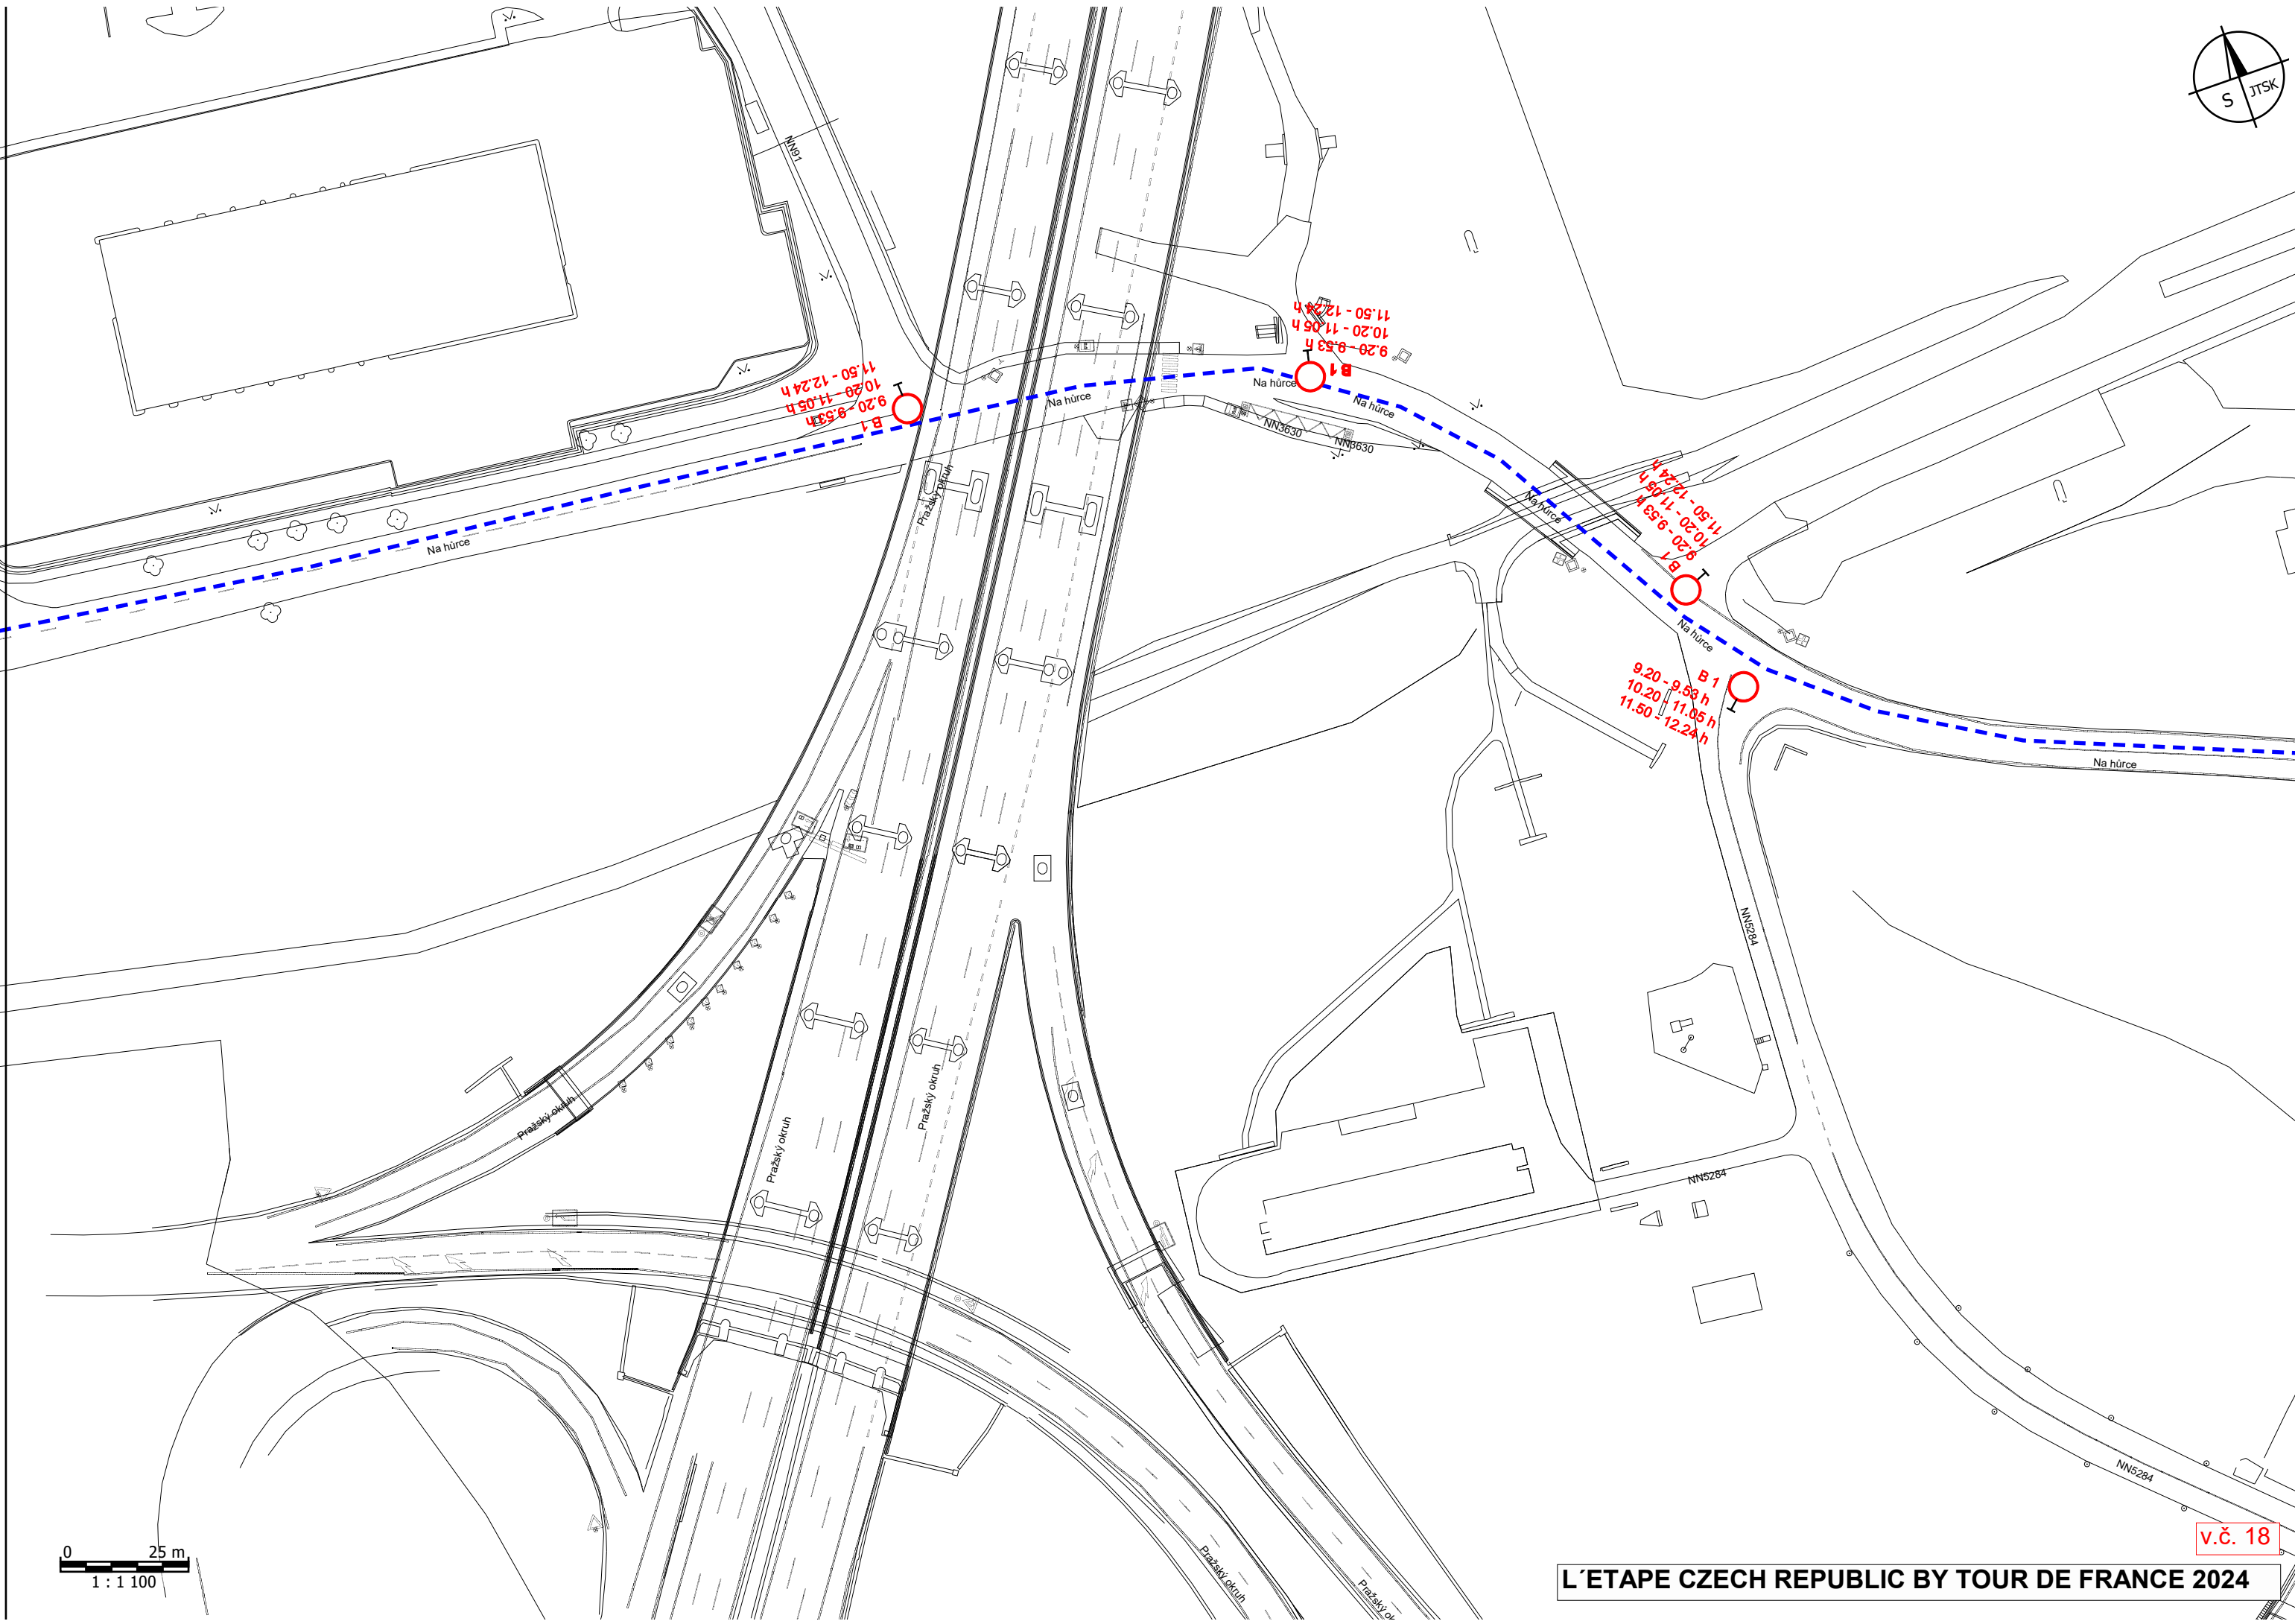 S JTSK
NN91
11.50 - 12.24 h
10.20 - 11.05 h
9.20 - 9.53 h
B1
11.50 - 12.24 h
10.20 - 11.05 h
9.20 - 9.53h
B 1
Na hůrce
Na hůrce
Na hůrce
NN3630
NN3630
Pražský okruh
Na hůrce
Na hůrce
11.50 - 12.24 h
10.20 - 11.05 h
9.20 - 9.53 h
B 1
Na hůrce
B 1
9.20 - 9.53 h
10.20 - 11.05 h
11.50 - 12.24 h
Na hůrce
NN5284
Pražský okruh
Pražský okruh
Pražský okruh
NN5284
NN5284
Pražský okruh
Pražský ok
v.č. 18
0 25 m
1 : 1 100
L´ETAPE CZECH REPUBLIC BY TOUR DE FRANCE 2024